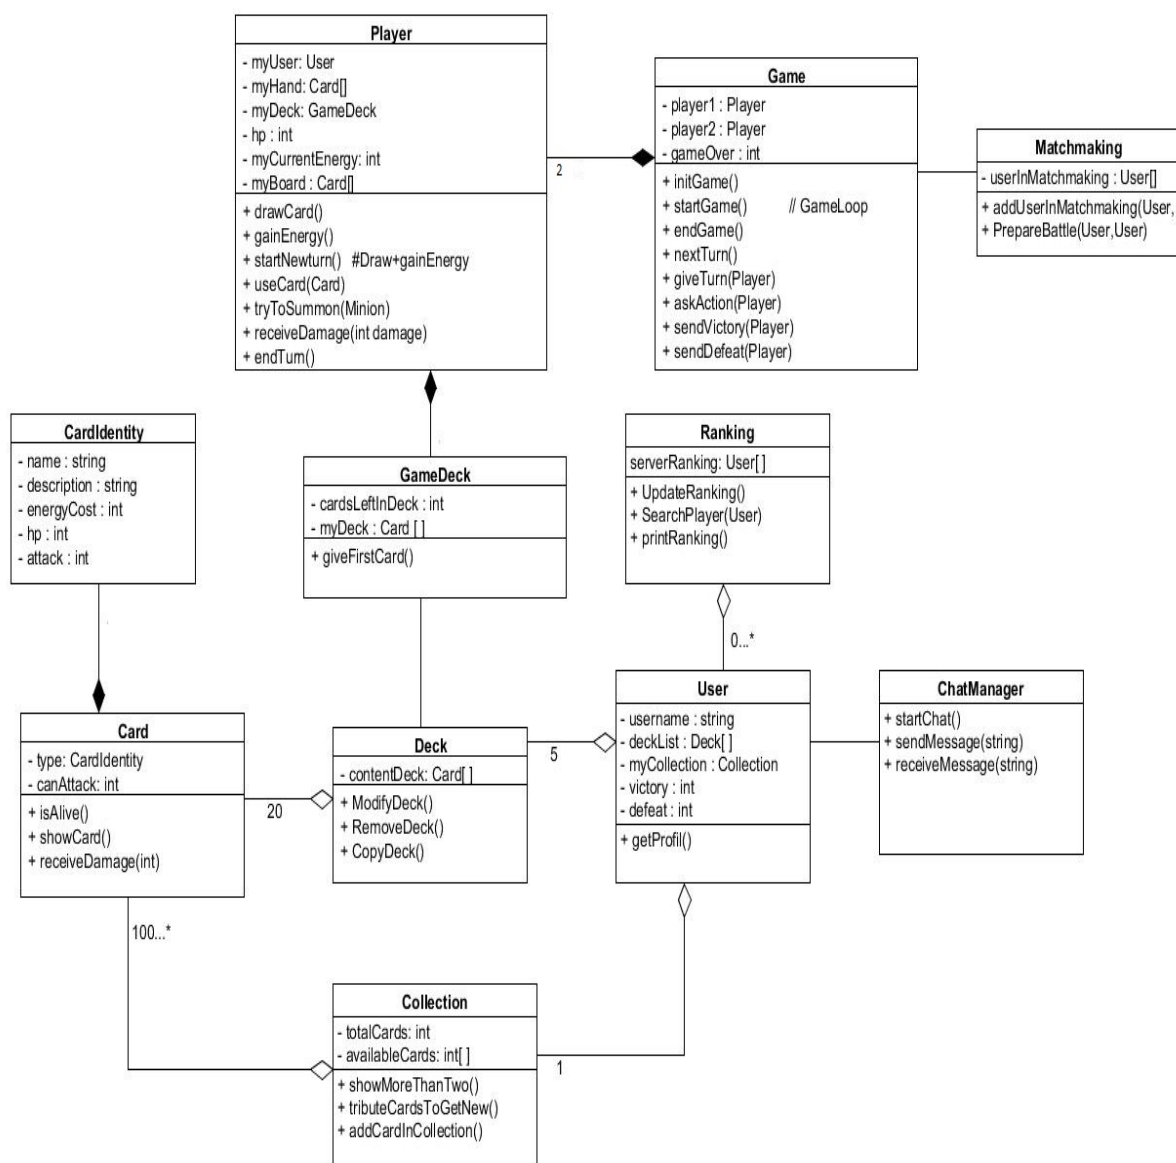 Player
- myUser: User
- myHand: Card[]
- myDeck: GameDeck
- hp : int
- myCurrentEnergy: int
- myBoard : Card[]
+ drawCard()
+ gainEnergy()
+ startNewturn()   #Draw+gainEnergy
+ useCard(Card)
+ tryToSummon(Minion)
+ receiveDamage(int damage)
+ endTurn()
2
Game
- player1 : Player
- player2 : Player
- gameOver : int
+ initGame()
+ startGame()   // GameLoop
+ endGame()
+ nextTurn()
+ giveTurn(Player)
+ askAction(Player)
+ sendVictory(Player)
+ sendDefeat(Player)
Matchmaking
- userInMatchmaking : User[]
+ addUserInMatchmaking(User,
+ PrepareBattle(User,User)
CardIdentity
- name : string
- description : string
- energyCost : int
- hp : int
- attack : int
GameDeck
- cardsLeftInDeck : int
- myDeck : Card [ ]
+ giveFirstCard()
Ranking
serverRanking: User[ ]
+ UpdateRanking()
+ SearchPlayer(User)
+ printRanking()
0...*
Card
- type: CardIdentity
- canAttack: int
+ isAlive()
+ showCard()
+ receiveDamage(int)
20
Deck
- contentDeck: Card[ ]
+ ModifyDeck()
+ RemoveDeck()
+ CopyDeck()
5
User
- username : string
- deckList : Deck[ ]
- myCollection : Collection
- victory : int
- defeat : int
+ getProfil()
ChatManager
+ startChat()
+ sendMessage(string)
+ receiveMessage(string)
100...*
Collection
- totalCards: int
- availableCards: int[ ]
+ showMoreThanTwo()
+ tributeCardsToGetNew()
+ addCardInCollection()
1